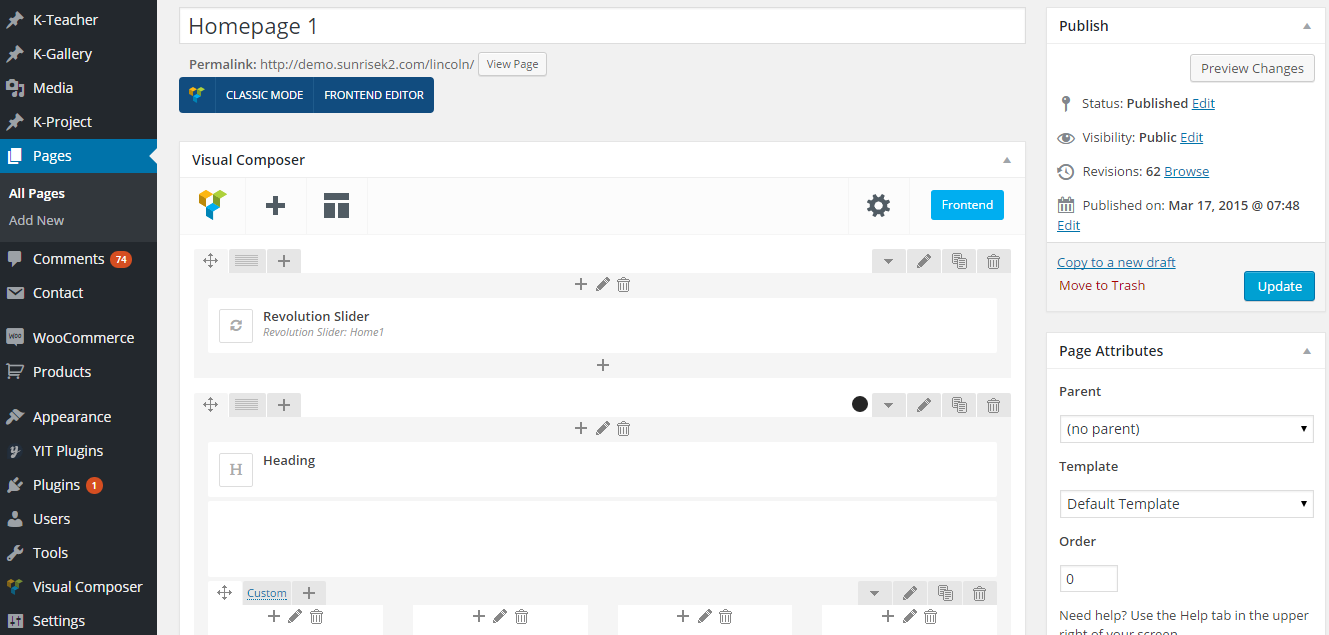 K-Teacher
K-Gallery
Media
K-Project
Pages
All Pages
Add New
Comments 74
Contact
WooCommerce
Products
Appearance
YIT Plugins
Plugins 1
Users
Tools
Visual Composer
Settings
Homepage 1
Permalink: http://demo.sunrisek2.com/lincoln/ View Page
CLASSIC MODE FRONTEND EDITOR
Visual Composer
Frontend
Revolution Slider
Revolution Slider: Home1
H Heading
Custom
Publish
Preview Changes
Status: Published Edit
Visibility: Public Edit
Revisions: 62 Browse
Published on: Mar 17, 2015 @ 07:48
Edit
Copy to a new draft
Move to Trash
Update
Page Attributes
Parent
(no parent)
Template
Default Template
Order
0
Need help? Use the Help tab in the upper
right of your screen.